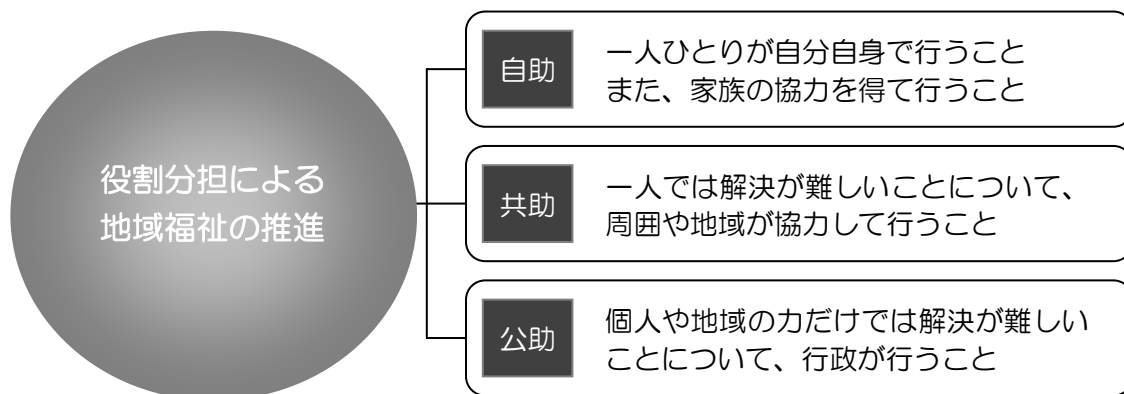 役割分担による
地域福祉の推進
自助
一人ひとりが自分自身で行うこと
また、家族の協力を得て行うこと
共助
一人では解決が難しいことについて、
周囲や地域が協力して行うこと
公助
個人や地域の力だけでは解決が難しい
ことについて、行政が行うこと